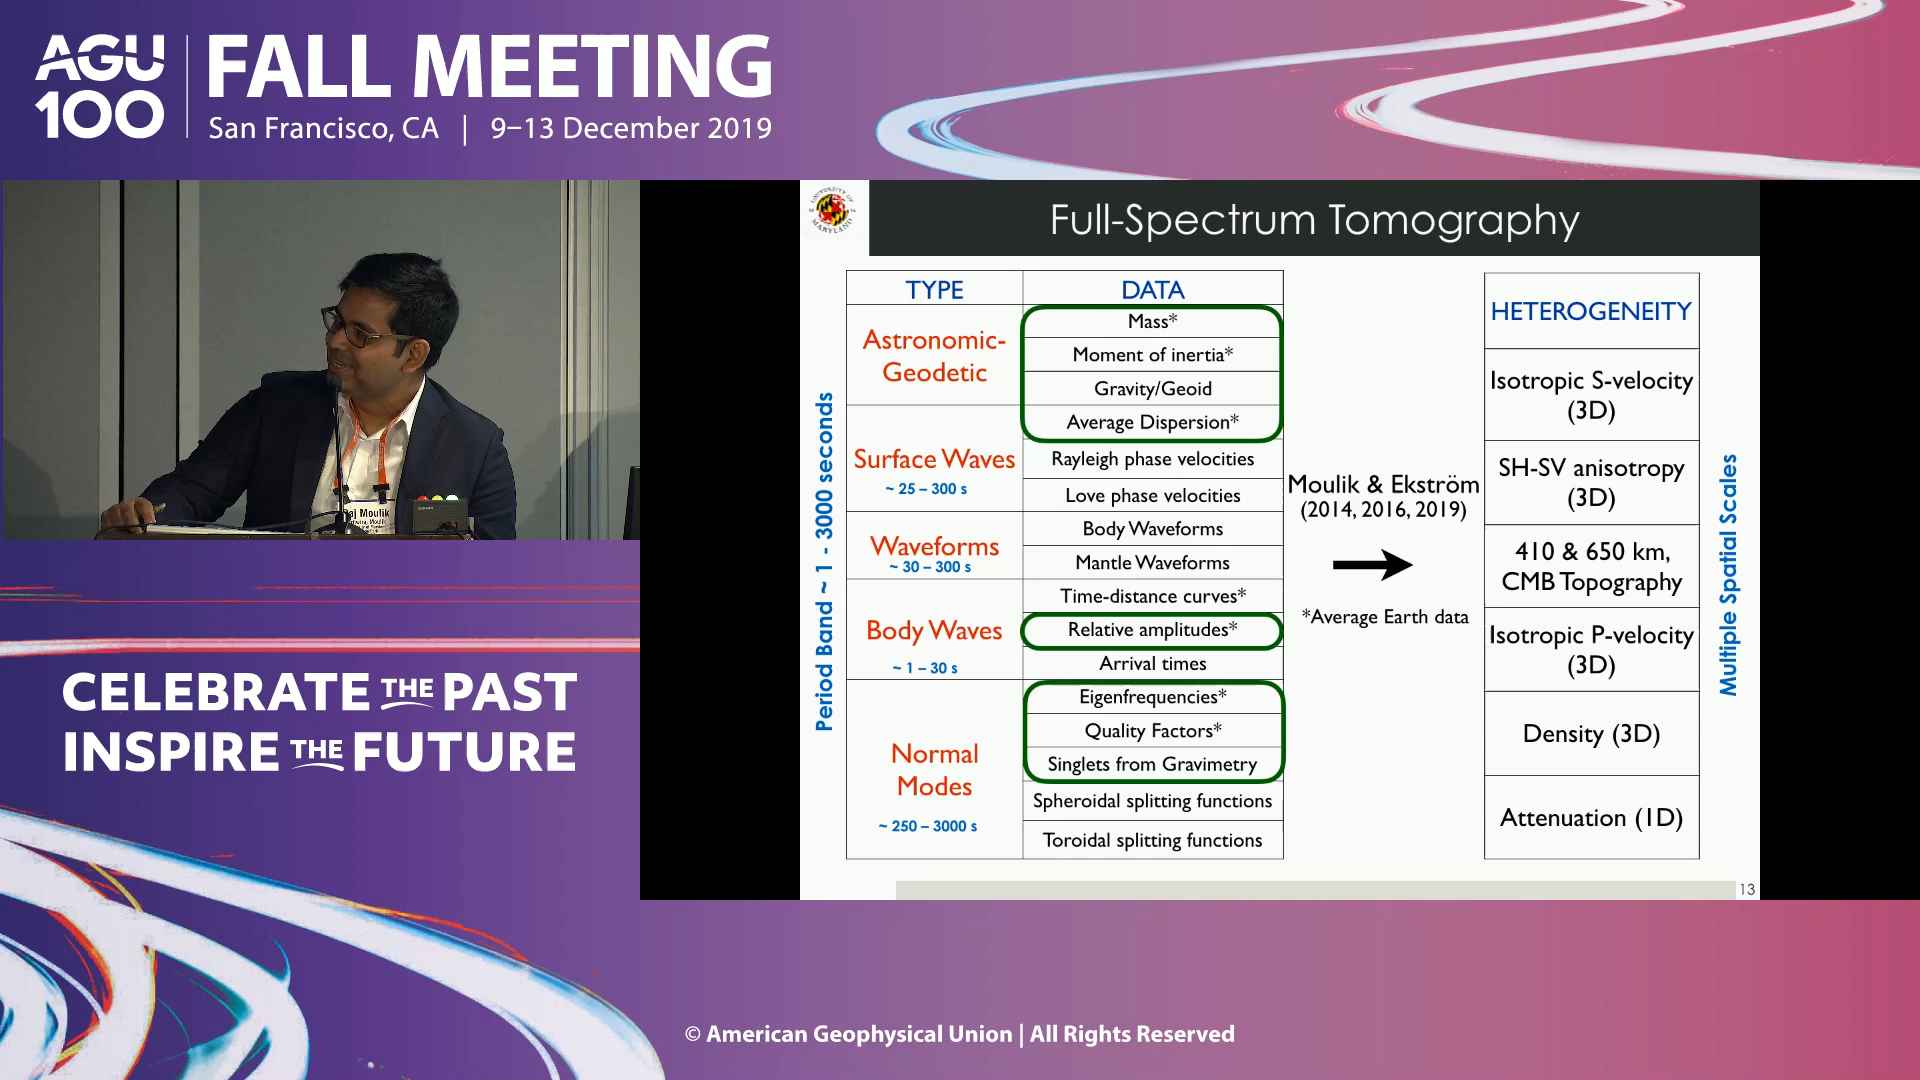 AGU
100
FALL MEETING
San Francisco, CA | 9–13 December 2019
UNIVERSITY OF
MARYLAND
Full-Spectrum Tomography
Period Band ~ 1 - 3000 seconds
TYPE
DATA
Astronomic-
Geodetic
Mass*
Moment of inertia*
Gravity/Geoid
Average Dispersion*
Surface Waves
~ 25 – 300 s
Rayleigh phase velocities
Love phase velocities
Waveforms
~ 30 – 300 s
Body Waveforms
Mantle Waveforms
Body Waves
~ 1 – 30 s
Time-distance curves*
Relative amplitudes*
Arrival times
Normal
Modes
~ 250 – 3000 s
Eigenfrequencies*
Quality Factors*
Singlets from Gravimetry
Spheroidal splitting functions
Toroidal splitting functions
Moulik & Ekström
(2014, 2016, 2019)
*Average Earth data
HETEROGENEITY
Isotropic S-velocity
(3D)
SH-SV anisotropy
(3D)
410 & 650 km,
CMB Topography
Isotropic P-velocity
(3D)
Density (3D)
Attenuation (1D)
Multiple Spatial Scales
13
Raj Moulik
CELEBRATE THE PAST
INSPIRE THE FUTURE
© American Geophysical Union | All Rights Reserved